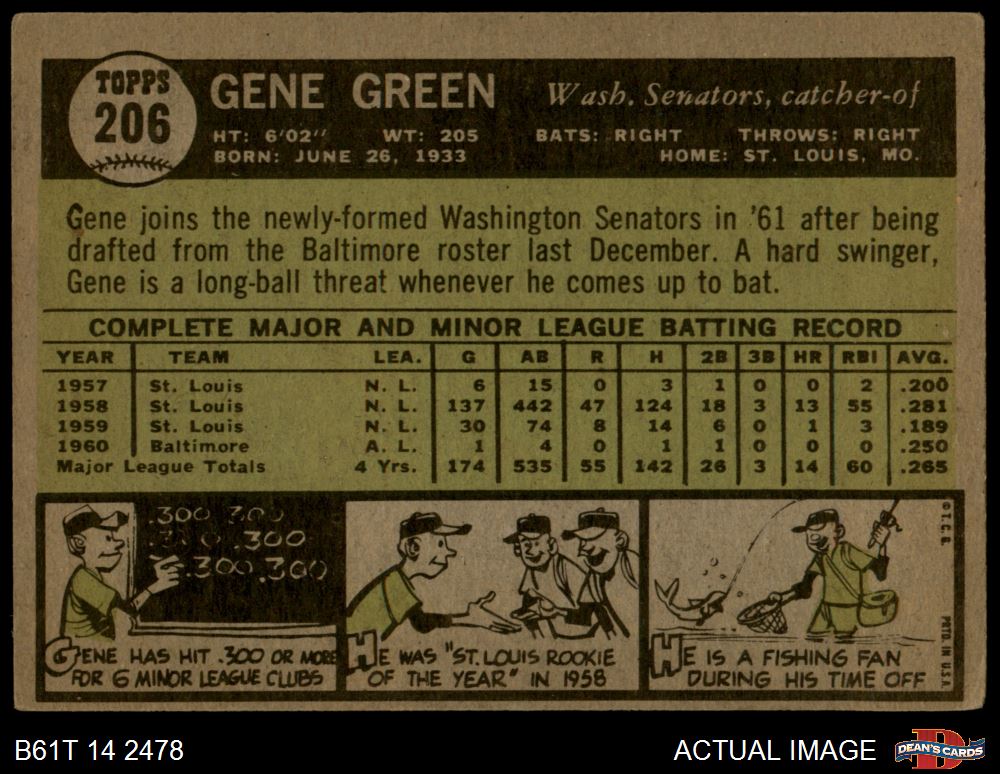 TOPPS
206
GENE GREEN
Wash. Senators, catcher-of
HT: 6'02" WT: 205 BATS: RIGHT THROWS: RIGHT
BORN: JUNE 26, 1933 HOME: ST. LOUIS, MO.
Gene joins the newly-formed Washington Senators in '61 after being
drafted from the Baltimore roster last December. A hard swinger,
Gene is a long-ball threat whenever he comes up to bat.
COMPLETE MAJOR AND MINOR LEAGUE BATTING RECORD
YEAR TEAM LEA. G AB R H 2B 3B HR RBI AVG.
1957 St. Louis N. L. 6 15 0 3 1 0 0 2 .200
1958 St. Louis N. L. 137 442 47 124 18 3 13 55 .281
1959 St. Louis N. L. 30 74 8 14 6 0 1 3 .189
1960 Baltimore A. L. 1 4 0 1 1 0 0 0 .250
Major League Totals 4 Yrs. 174 535 55 142 26 3 14 60 .265
.300 .300
.300 .300
.300 .300
GENE HAS HIT .300 OR MORE
FOR 6 MINOR LEAGUE CLUBS
HE WAS "ST. LOUIS ROOKIE
OF THE YEAR" IN 1958
HE IS A FISHING FAN
DURING HIS TIME OFF
© T. C. G.
PRTD. IN U.S.A.
B61T 14 2478
ACTUAL IMAGE
DEAN'S CARDS